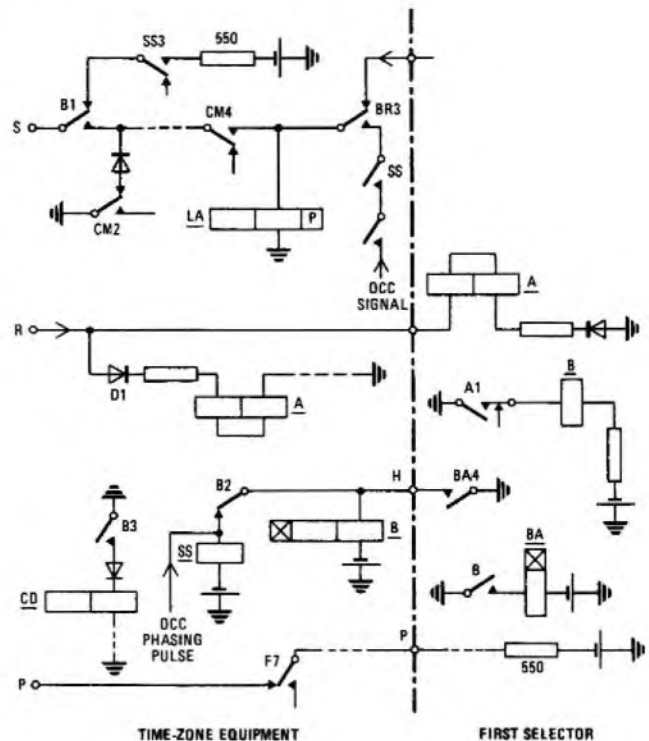 SS3
550
B1
CM4
BR3
S
SS
CM2
LA
P
OCC
SIGNAL
A
R
D1
A
A1
B
B2
H
BA4
B3
SS
B
BA
CD
B
OCC
PHASING
PULSE
F7
P
550
P
TIME-ZONE EQUIPMENT
FIRST SELECTOR